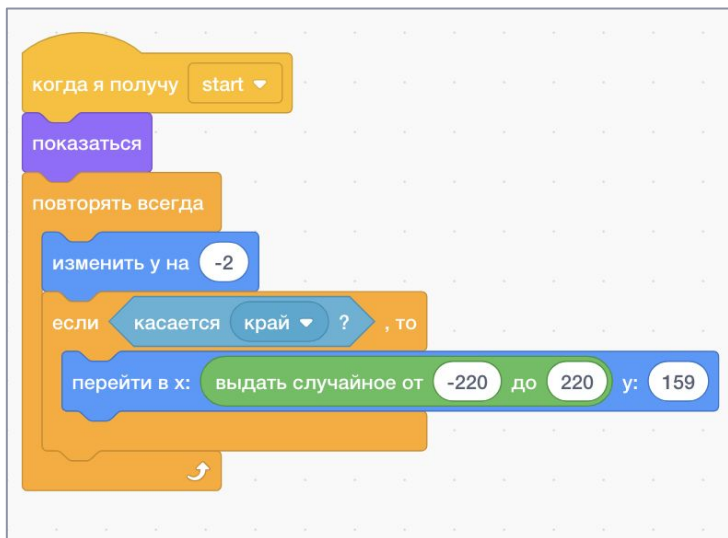 когда я получу start
показаться
повторять всегда
изменить y на -2
если касается край ? , то
перейти в x: выдать случайное от -220 до 220 y: 159